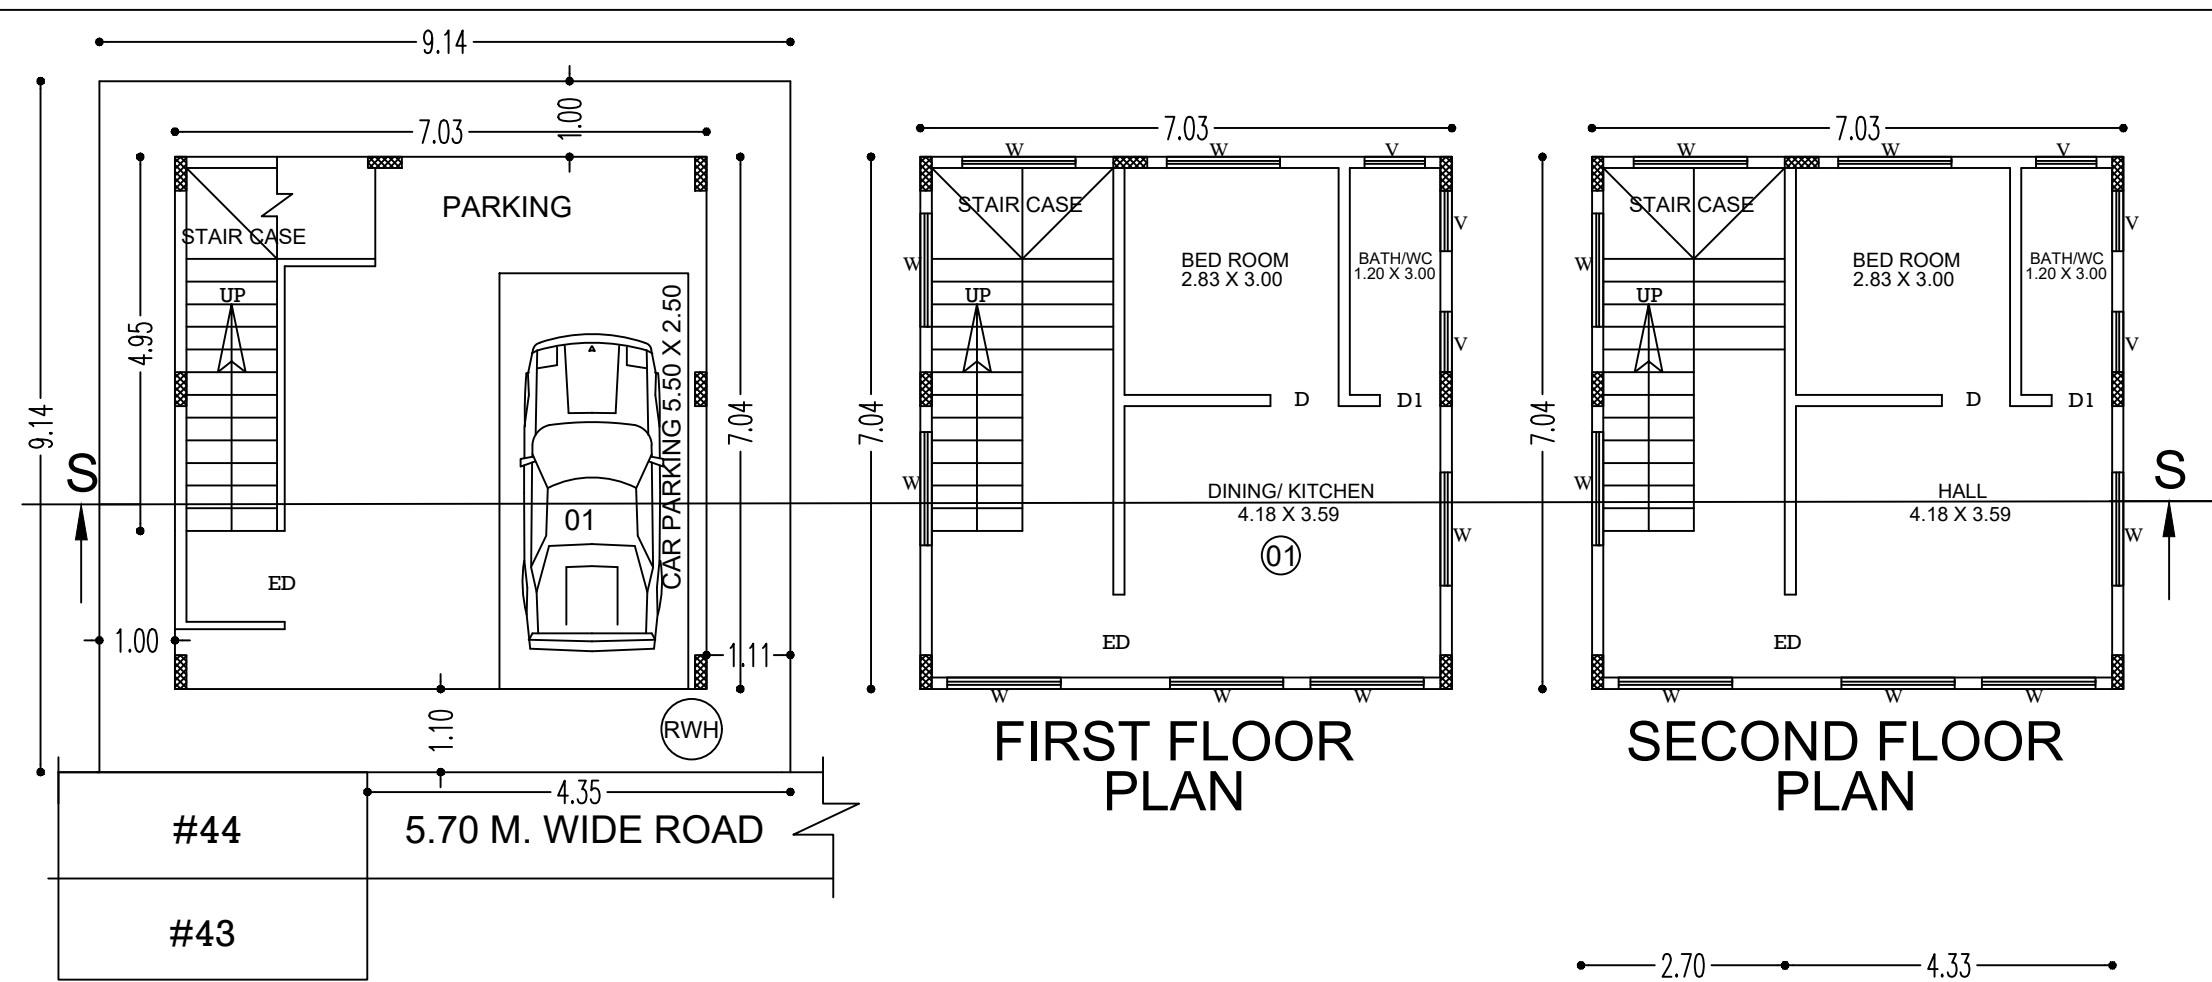 9.14
1.00
7.03
PARKING
STAIR CASE
UP
4.95
9.14
7.04
CAR PARKING 5.50 X 2.50
01
S
ED
1.00
1.11
1.10
RWH
4.35
5.70 M. WIDE ROAD
#44
#43
7.03
W
W
V
STAIR CASE
V
BED ROOM
2.83 X 3.00
BATH/WC
1.20 X 3.00
W
UP
V
7.04
D
D1
W
DINING/ KITCHEN
4.18 X 3.59
01
W
ED
W
W
W
FIRST FLOOR
PLAN
7.03
W
W
V
STAIR CASE
V
BED ROOM
2.83 X 3.00
BATH/WC
1.20 X 3.00
W
UP
V
7.04
D
D1
S
W
HALL
4.18 X 3.59
W
ED
W
W
W
SECOND FLOOR
PLAN
2.70
4.33